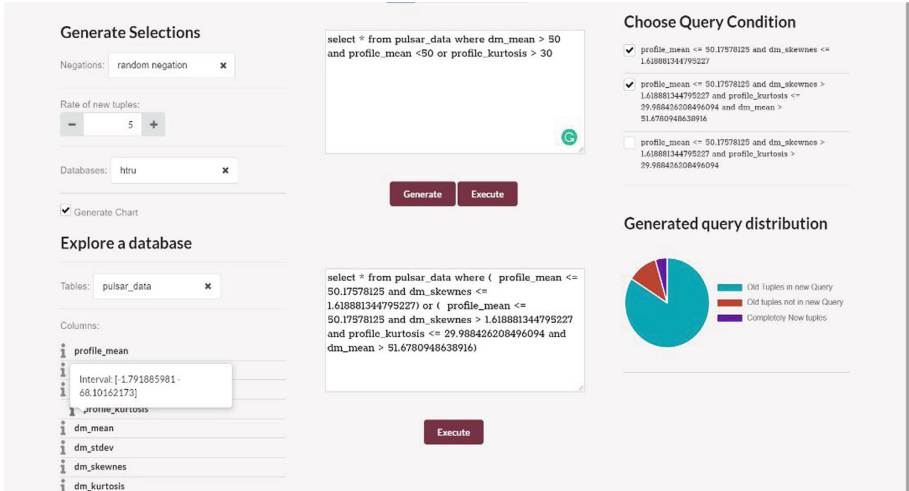 Generate Selections
Negations:
random negation
Rate of new tuples:
5
Databases:
htru
Generate Chart
Explore a database
Tables:
pulsar_data
Columns:
profile_mean
Interval: [-1.791885981 -
68.10162173]
profile_kurtosis
dm_mean
dm_stdev
dm_skewnes
dm_kurtosis
select * from pulsar_data where dm_mean > 50
and profile_mean <50 or profile_kurtosis > 30
Generate
Execute
select * from pulsar_data where ( profile_mean <=
50.17578125 and dm_skewnes <=
1.618881344795227) or ( profile_mean <=
50.17578125 and dm_skewnes > 1.618881344795227
and profile_kurtosis <= 29.988426208496094 and
dm_mean > 51.6780948638916)
Execute
Choose Query Condition
profile_mean <= 50.17578125 and dm_skewnes <=
1.618881344795227
profile_mean <= 50.17578125 and dm_skewnes >
1.618881344795227 and profile_kurtosis <=
29.988426208496094 and dm_mean >
51.6780948638916
profile_mean <= 50.17578125 and dm_skewnes >
1.618881344795227 and profile_kurtosis >
29.988426208496094
Generated query distribution
Old Tuples in new Query
Old tuples not in new Query
Completely New tuples